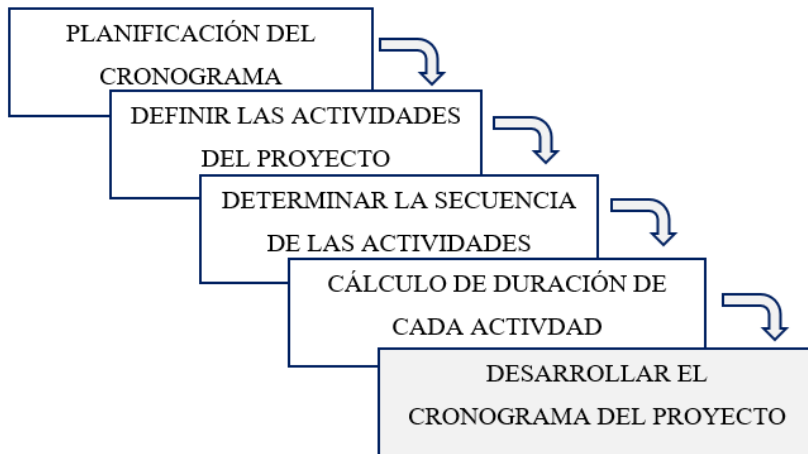 PLANIFICACIÓN DEL
CRONOGRAMA
DEFINIR LAS ACTIVIDADES
DEL PROYECTO
DETERMINAR LA SECUENCIA
DE LAS ACTIVIDADES
CÁLCULO DE DURACIÓN DE
CADA ACTIVDAD
DESARROLLAR EL
CRONOGRAMA DEL PROYECTO